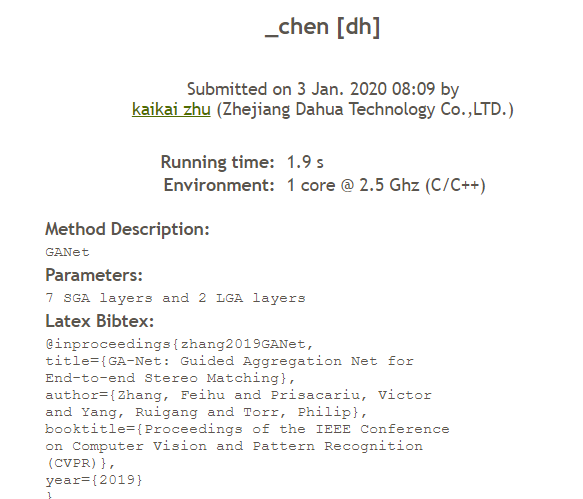 _chen [dh]
Submitted on 3 Jan. 2020 08:09 by
kaikai zhu (Zhejiang Dahua Technology Co.,LTD.)
Running time: 1.9 s
Environment: 1 core @ 2.5 Ghz (C/C++)
Method Description:
GANet
Parameters:
7 SGA layers and 2 LGA layers
Latex Bibtex:
@inproceedings{zhang2019GANet,
title={GA-Net: Guided Aggregation Net for
End-to-end Stereo Matching},
author={Zhang, Feihu and Prisacariu, Victor
and Yang, Ruigang and Torr, Philip},
booktitle={Proceedings of the IEEE Conference
on Computer Vision and Pattern Recognition
(CVPR)},
year={2019}
}